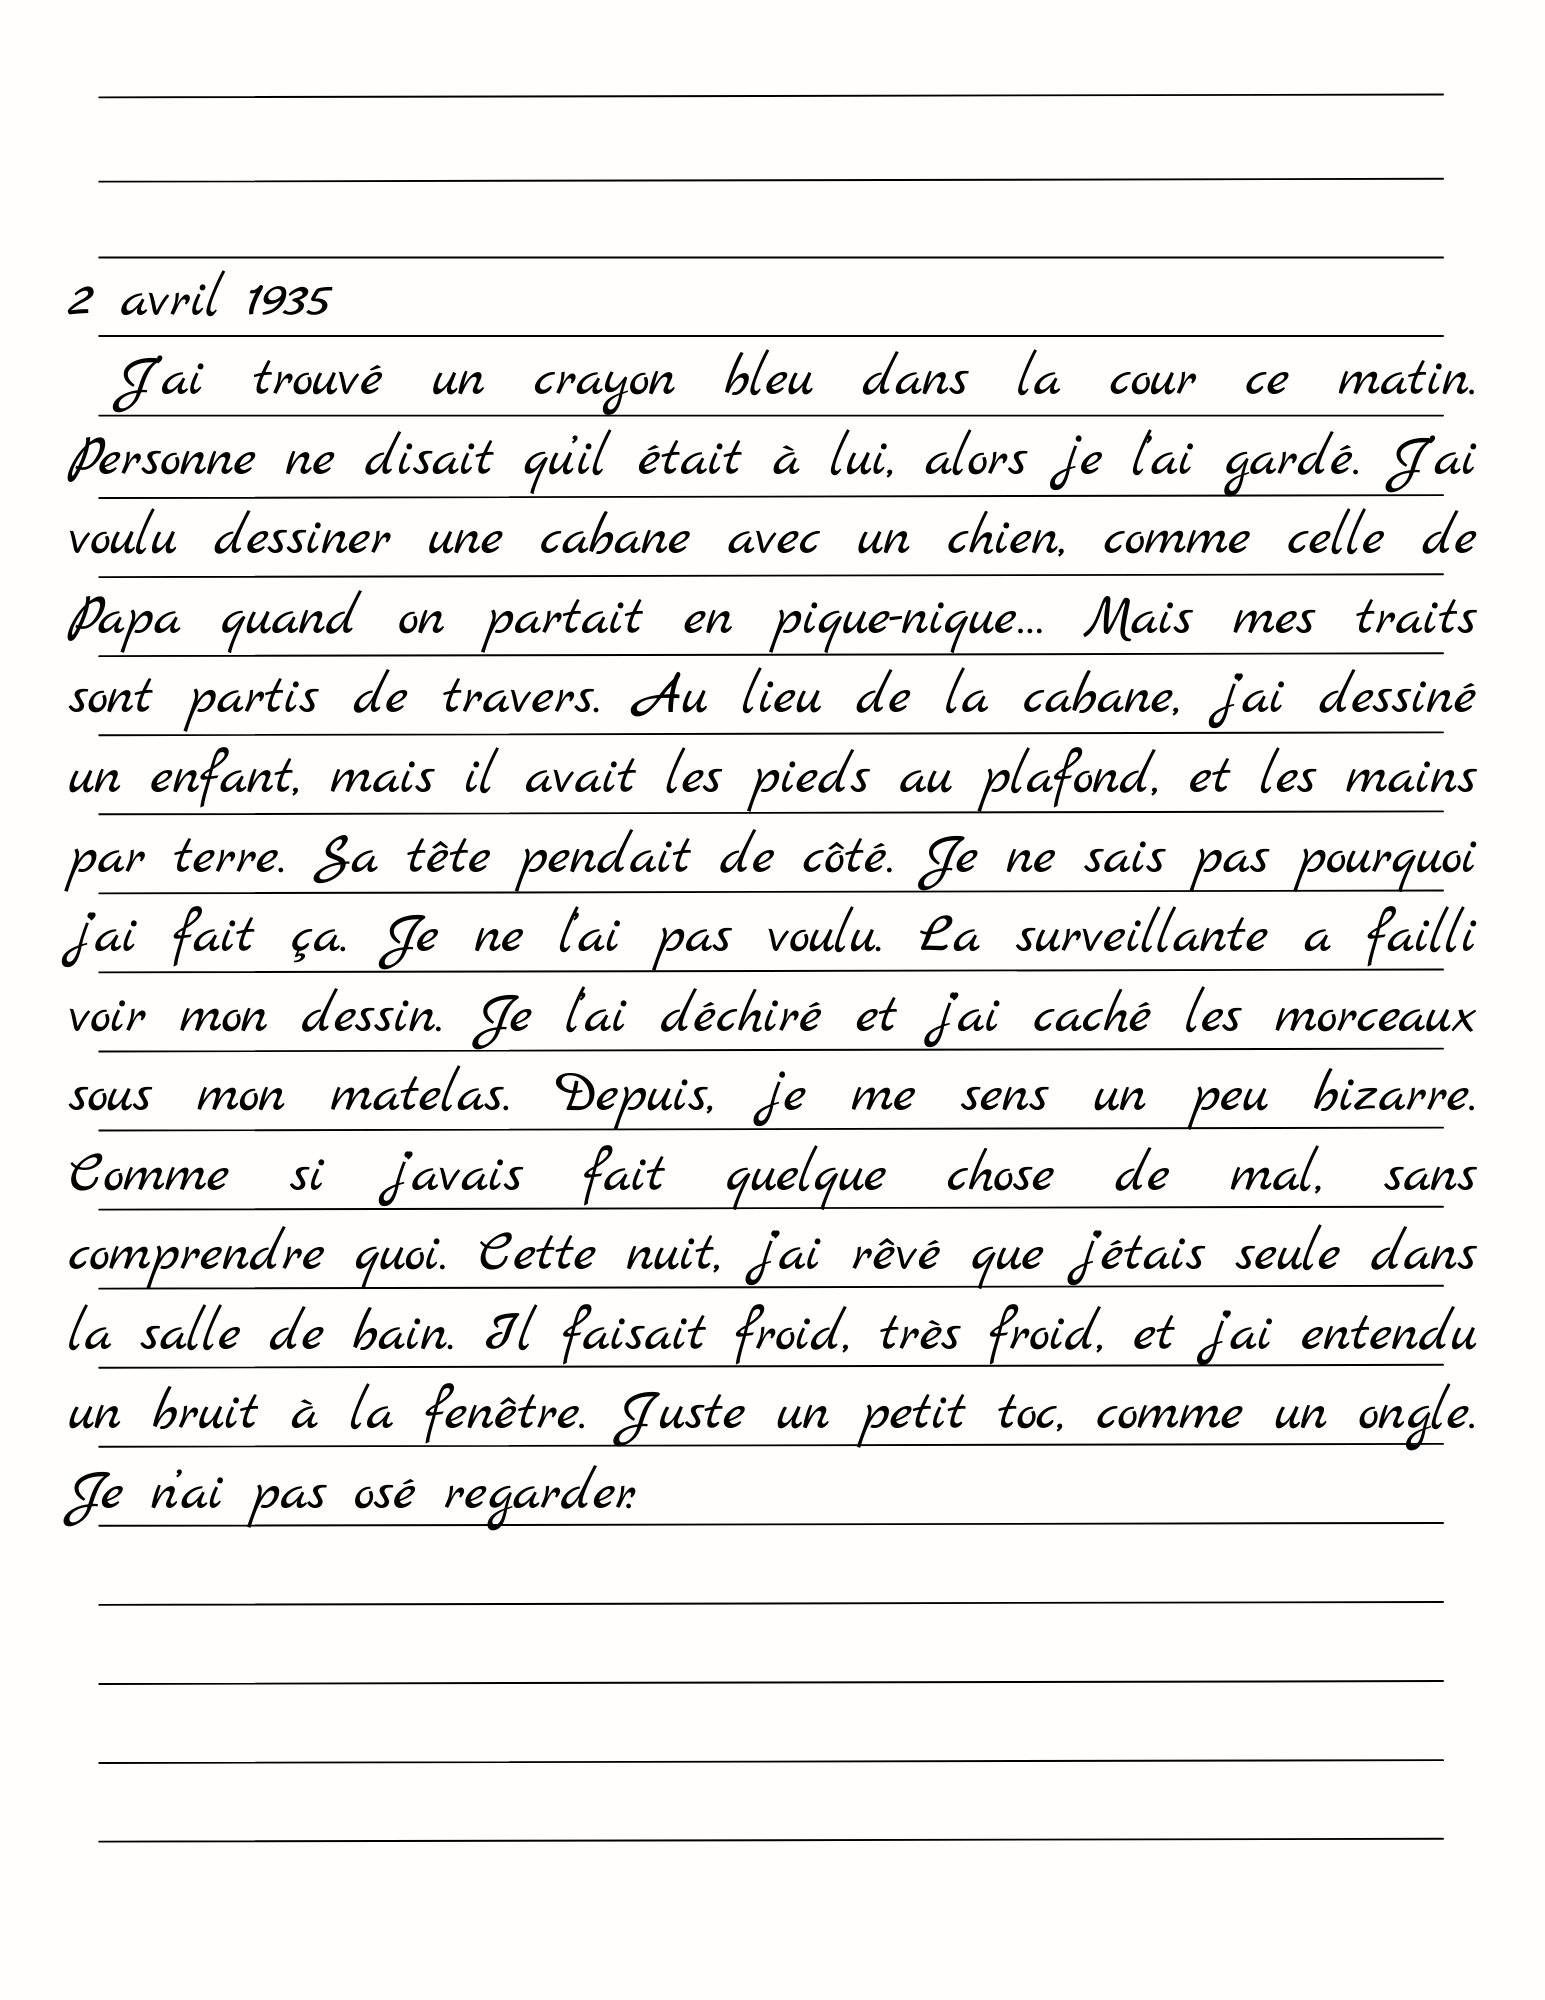 2 avril 1935
J'ai trouvé un crayon bleu dans la cour ce matin.
Personne ne disait qu'il était à lui, alors je l'ai gardé. J'ai
voulu dessiner une cabane avec un chien, comme celle de
Papa quand on partait en pique-nique... Mais mes traits
sont partis de travers. Au lieu de la cabane, j'ai dessiné
un enfant, mais il avait les pieds au plafond, et les mains
par terre. Sa tête pendait de côté. Je ne sais pas pourquoi
j'ai fait ça. Je ne l'ai pas voulu. La surveillante a failli
voir mon dessin. Je l'ai déchiré et j'ai caché les morceaux
sous mon matelas. Depuis, je me sens un peu bizarre.
Comme si j'avais fait quelque chose de mal, sans
comprendre quoi. Cette nuit, j'ai rêvé que j'étais seule dans
la salle de bain. Il faisait froid, très froid, et j'ai entendu
un bruit à la fenêtre. Juste un petit toc, comme un ongle.
Je n'ai pas osé regarder.